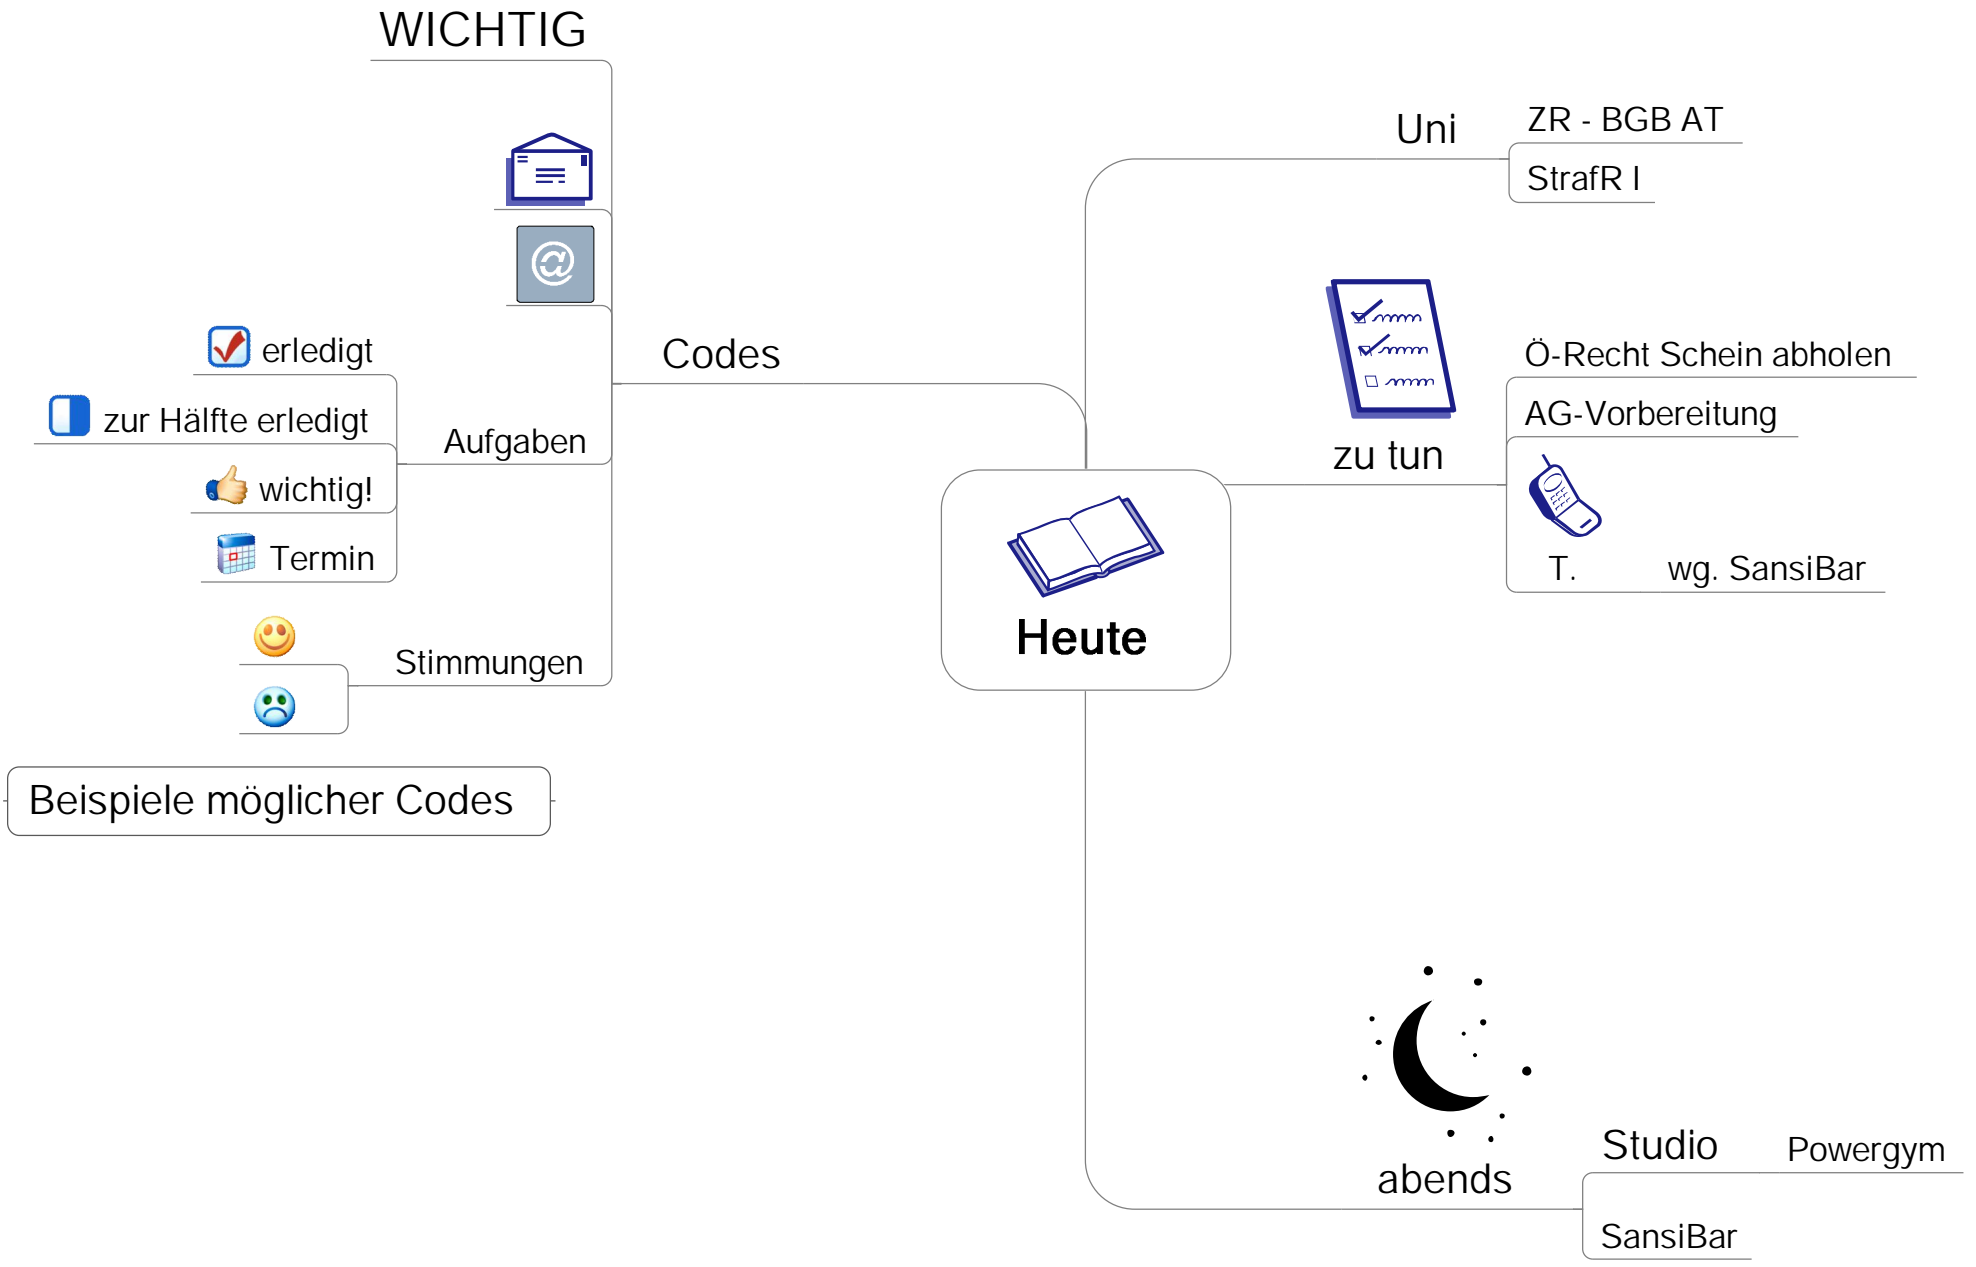 WICHTIG
@
erledigt
zur Hälfte erledigt
wichtig!
Termin
Aufgaben
Stimmungen
Codes
Beispiele möglicher Codes
Heute
Uni
ZR - BGB AT
StrafR I
zu tun
Ö-Recht Schein abholen
AG-Vorbereitung
T. wg. SansiBar
abends
Studio Powergym
SansiBar